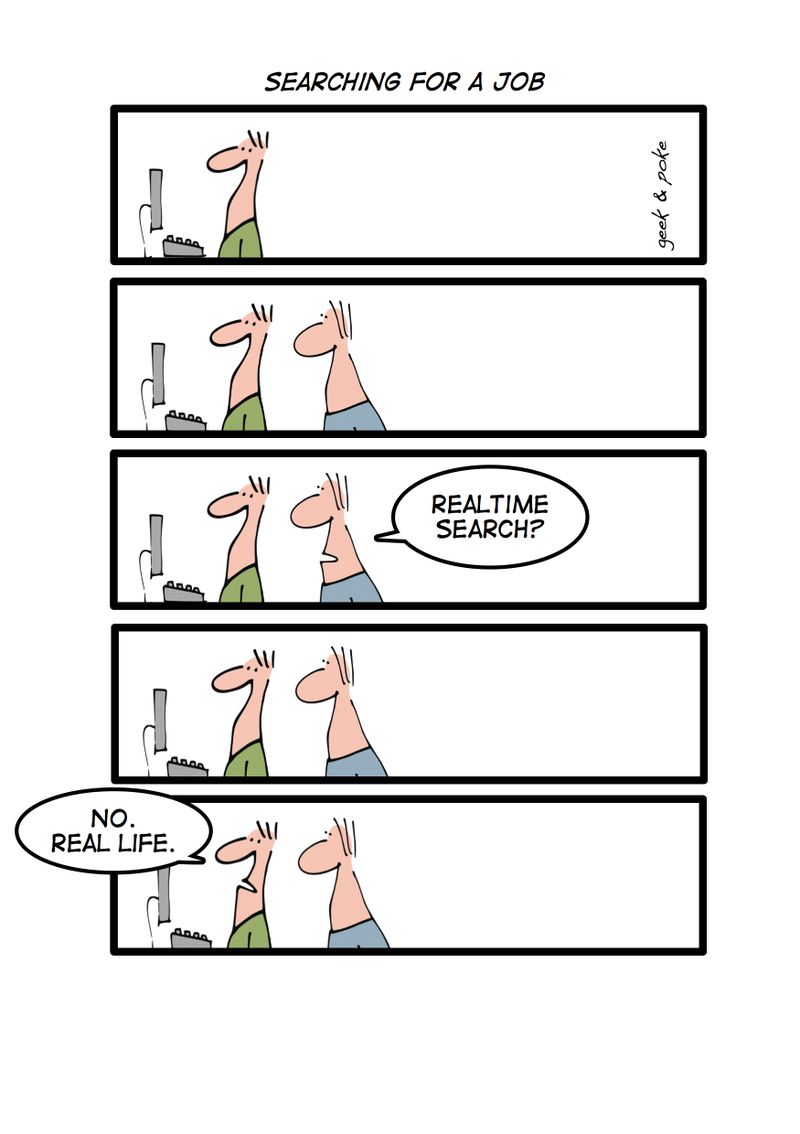 SEARCHING FOR A JOB
geek & poke
REALTIME
SEARCH?
NO.
REAL LIFE.